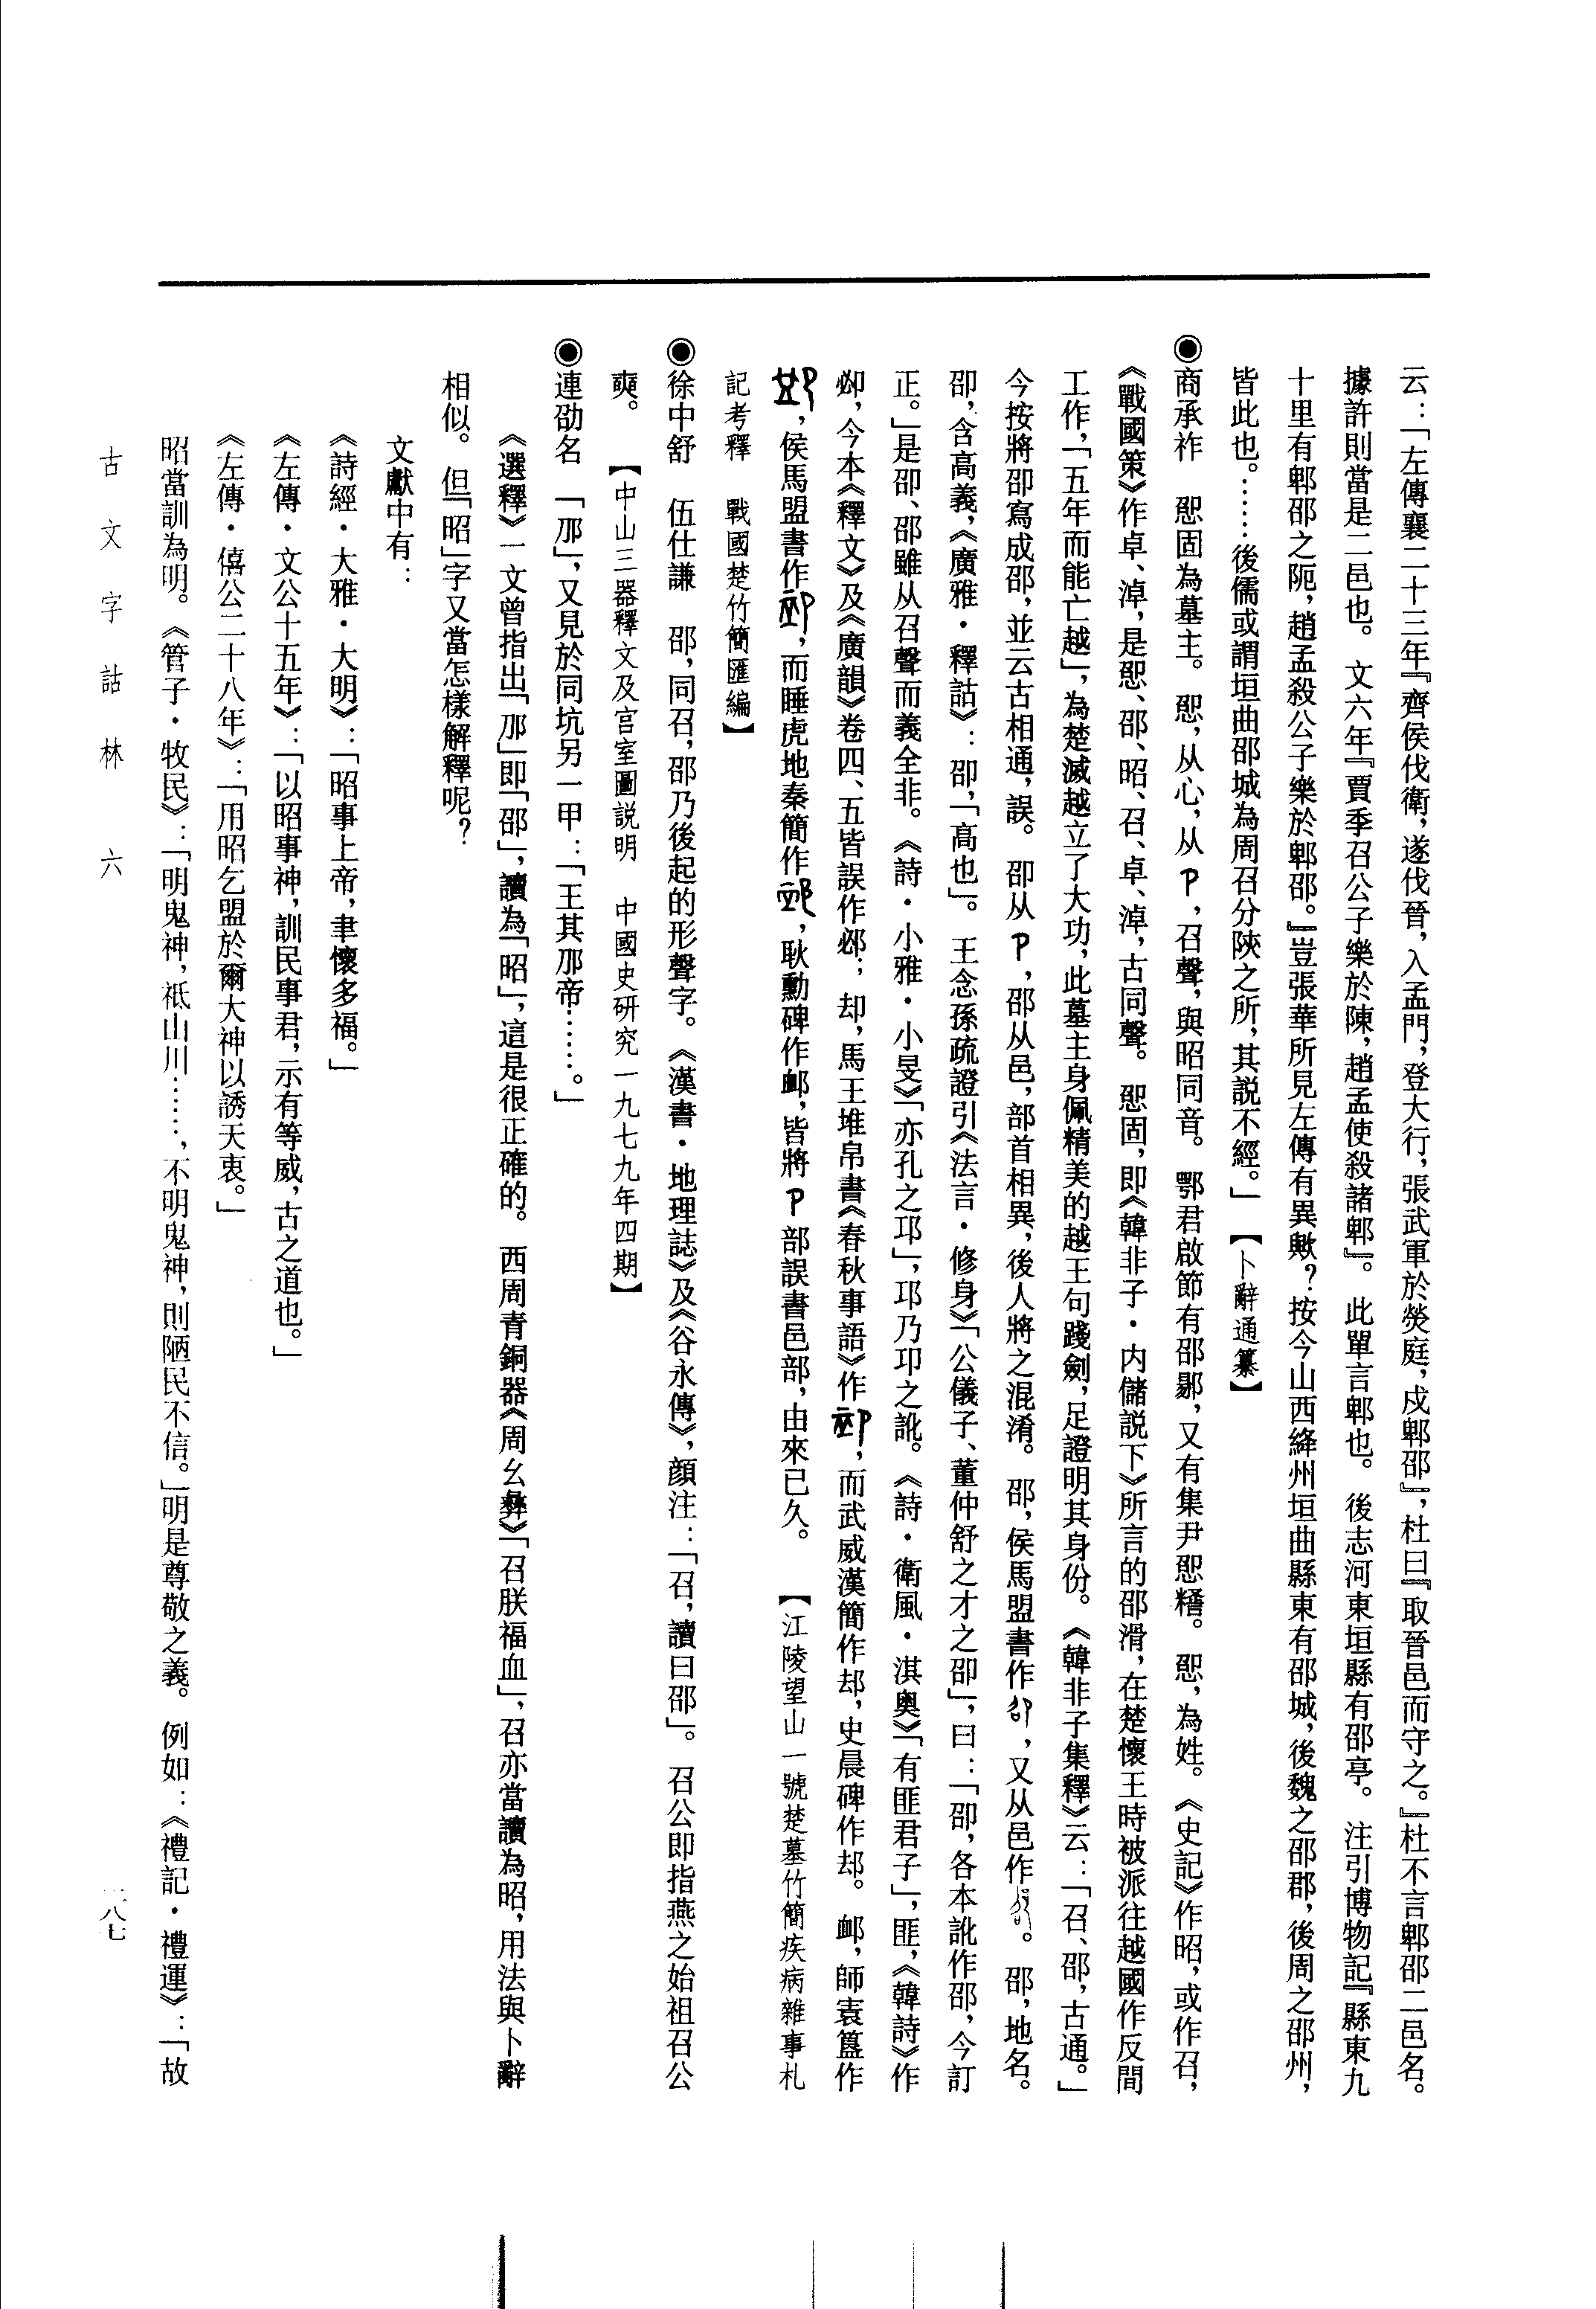 云：「左傳襄二十三年『齊侯伐衛，遂伐晉，入孟門，登大行，張武軍於熒庭，戍郫邵』，杜曰『取晉邑而守之。』杜不言郫邵二邑名。
據許則當是二邑也。文六年『賈季召公子樂於陳，趙孟使殺諸郫』。此單言郫也。後志河東垣縣有邵亭。注引博物記『縣東九
十里有郫邵之阨，趙孟殺公子樂於郫邵。』豈張華所見左傳有異歟？按今山西絳州垣曲縣東有邵城，後魏之邵郡，後周之邵州，
皆此也。……後儒或謂垣曲邵城為周召分陝之所，其説不經。」【卜辭通纂】
◉商承祚　卲固為墓主。卲，从心，从卩，召聲，與昭同音。鄂君啟節有邵鄎，又有集尹卲糈。卲，為姓。《史記》作昭，或作召，
《戰國策》作卓、淖，是卲、邵、昭、召、卓、淖，古同聲。卲固，即《韓非子·内儲説下》所言的邵滑，在楚懷王時被派往越國作反間
工作，「五年而能亡越」，為楚滅越立了大功，此墓主身佩精美的越王句踐劍，足證明其身份。《韓非子集釋》云：「召、邵，古通。」
今按將卲寫成邵，並云古相通，誤。卲从卩，邵从邑，部首相異，後人將之混淆。邵，侯馬盟書作，又从邑作。邵，地名。
卲，含高義，《廣雅·釋詁》：卲，「高也」。王念孫疏證引《法言·修身》「公儀子、董仲舒之才之卲」，曰：「卲，各本訛作邵，今訂
正。」是卲、邵雖从召聲而義全非。《詩·小雅·小旻》「亦孔之邛」，邛乃卭之訛。《詩·衛風·淇奧》「有匪君子」，匪，《韓詩》作
㔙，今本《釋文》及《廣韻》卷四、五皆誤作邲；却，馬王堆帛書《春秋事語》作，而武威漢簡作却，史晨碑作却。卹，師㝨簋作
，侯馬盟書作，而睡虎地秦簡作，耿勳碑作卹，皆將卩部誤書邑部，由來已久。【江陵望山一號楚墓竹簡疾病雜事札
記考釋　戰國楚竹簡匯編】
◉徐中舒　伍仕謙　邵，同召，邵乃後起的形聲字。《漢書·地理誌》及《谷永傳》，顔注：「召，讀曰邵」。召公即指燕之始祖召公
奭。【中山三器釋文及宫室圖説明　中國史研究一九七九年四期】
◉連劭名　「邵」，又見於同坑另一甲：「王其邵帝……。」
《選釋》一文曾指出「邵」即「卲」，讀為「昭」，這是很正確的。西周青銅器《周幺彝》「召朕福血」，召亦當讀為昭，用法與卜辭
相似。但「昭」字又當怎樣解釋呢？
文獻中有：
《詩經·大雅·大明》：「昭事上帝，聿懷多福。」
《左傳·文公十五年》：「以昭事神，訓民事君，示有等威，古之道也。」
《左傳·僖公二十八年》：「用昭乞盟於爾大神以誘天衷。」
昭當訓為明。《管子·牧民》：「明鬼神，祇山川……，不明鬼神，則陋民不信。」明是尊敬之義。例如：《禮記·禮運》：「故
古文字詁林　六
八七